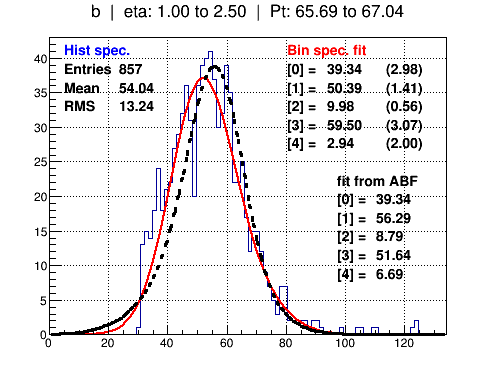 b | eta: 1.00 to 2.50 | Pt: 65.69 to 67.04
Hist spec.
Entries 857
Mean 54.04
RMS 13.24
Bin spec. fit
[0] = 39.34 (2.98)
[1] = 50.39 (1.41)
[2] = 9.98 (0.56)
[3] = 59.50 (3.07)
[4] = 2.94 (2.00)
fit from ABF
[0] = 39.34
[1] = 56.29
[2] = 8.79
[3] = 51.64
[4] = 6.69
40
35
30
25
20
15
10
5
0
0 20 40 60 80 100 120